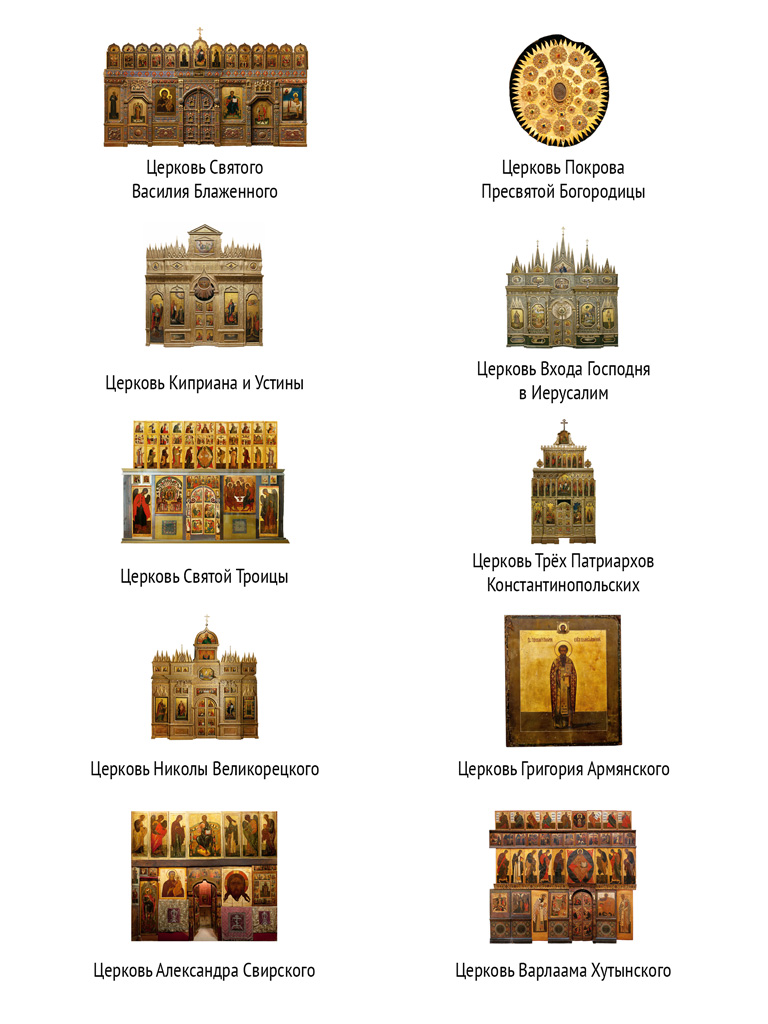 Церковь Святого
Василия Блаженного
Церковь Покрова
Пресвятой Богородицы
Церковь Киприана и Устины
Церковь Входа Господня
в Иерусалим
Церковь Святой Троицы
Церковь Трёх Патриархов
Константинопольских
Церковь Николы Великорецкого
Церковь Григория Армянского
Церковь Александра Свирского
Церковь Варлаама Хутынского